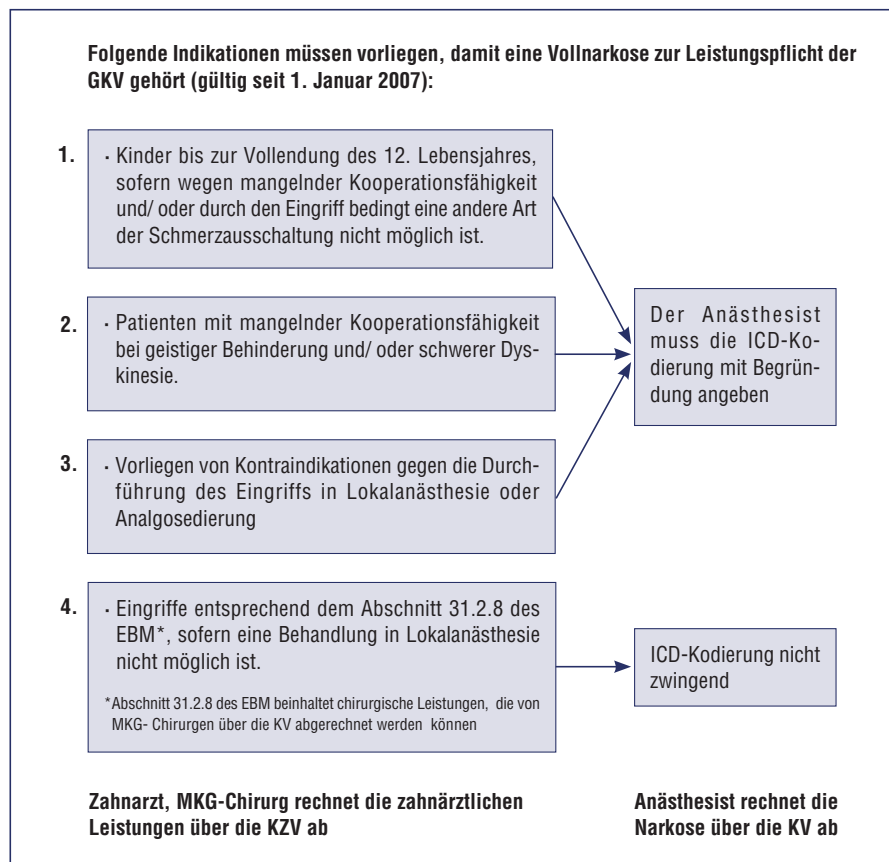 Folgende Indikationen müssen vorliegen, damit eine Vollnarkose zur Leistungspflicht der
GKV gehört (gültig seit 1. Januar 2007):
1.
· Kinder bis zur Vollendung des 12. Lebensjahres,
sofern wegen mangelnder Kooperationsfähigkeit
und/ oder durch den Eingriff bedingt eine andere Art
der Schmerzausschaltung nicht möglich ist.
2.
· Patienten mit mangelnder Kooperationsfähigkeit
bei geistiger Behinderung und/ oder schwerer Dys-
kinesie.
Der Anästhesist
muss die ICD-Ko-
dierung mit Begrün-
dung angeben
3.
· Vorliegen von Kontraindikationen gegen die Durch-
führung des Eingriffs in Lokalanästhesie oder
Analgosedierung
4.
· Eingriffe entsprechend dem Abschnitt 31.2.8 des
EBM*, sofern eine Behandlung in Lokalanästhesie
nicht möglich ist.
*Abschnitt 31.2.8 des EBM beinhaltet chirurgische Leistungen, die von
MKG- Chirurgen über die KV abgerechnet werden können
ICD-Kodierung nicht
zwingend
Zahnarzt, MKG-Chirurg rechnet die zahnärztlichen
Leistungen über die KZV ab
Anästhesist rechnet die
Narkose über die KV ab